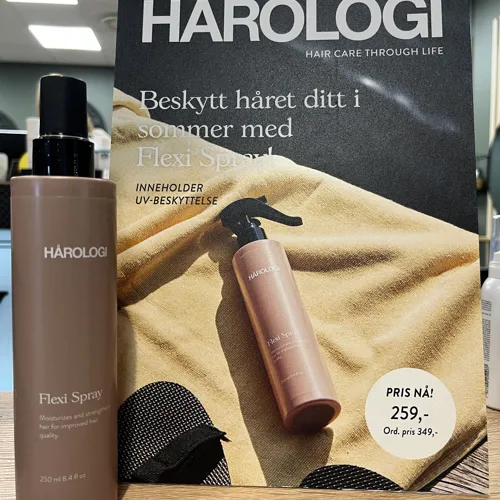 HÅROLOGI
HAIR CARE THROUGH LIFE
Beskytt håret ditt i
sommer med
Flexi Spray!
INNEHOLDER
UV-BESKYTTELSE
HÅROLOGI
Flexi Spray
PRIS NÅ!
259,-
Ord. pris 349,-
HÅROLOGI
Flexi Spray
Moisturizes and strengthens
hair for improved hair
quality.
250 ml 8.4 fl.oz